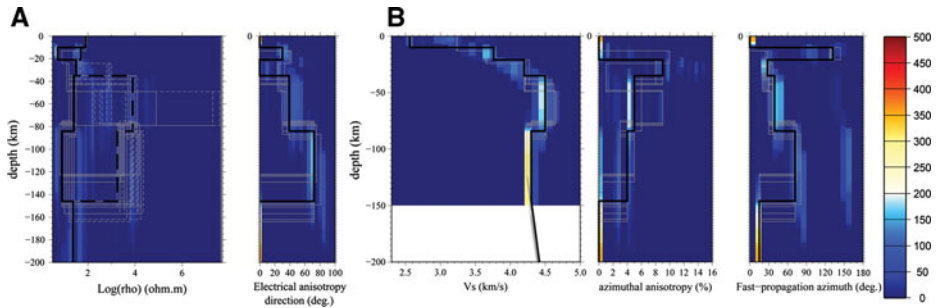 A
B
0
−20
−40
−60
−80
−100
−120
−140
−160
−180
−200
depth (km)
2 4 6
Log(rho) (ohm.m)
0 20 40 60 80 100
Electrical anisotropy
direction (deg.)
0
−50
−100
−150
−200
depth (km)
2.5 3.0 3.5 4.0 4.5 5.0
Vs (km/s)
0 2 4 6 8 10 12 14 16
azimuthal anisotropy (%)
0 30 60 90 120 150 180
Fast−propagation azimuth (deg.)
500
450
400
350
300
250
200
150
100
50
0